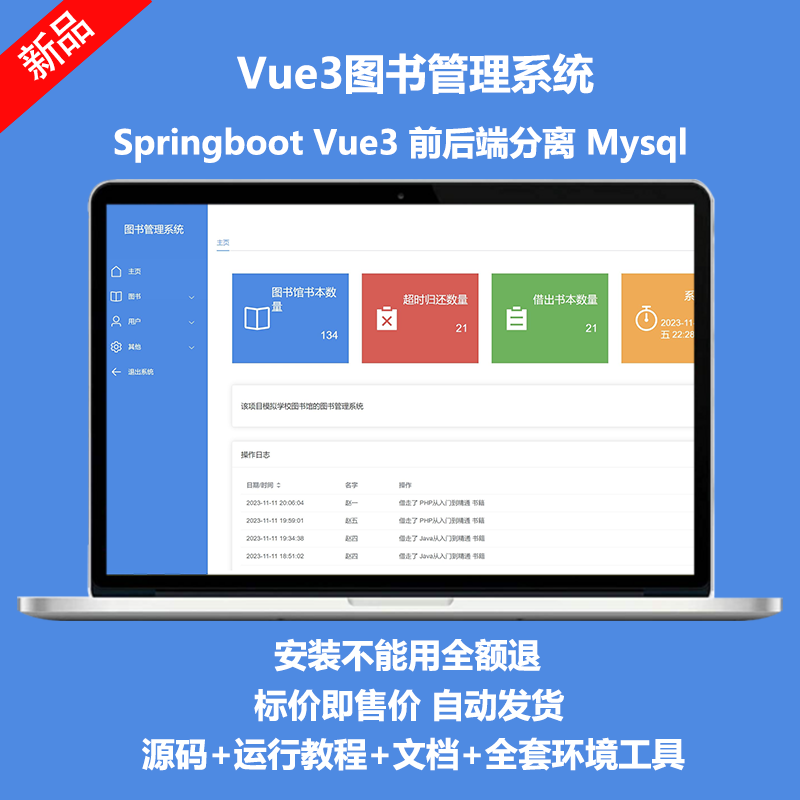 新品
Vue3图书管理系统
Springboot Vue3 前后端分离 Mysql
图书管理系统
主页
图书
用户
其他
退出系统
主页
图书馆书本数
量
134
超时归还数量
21
借出书本数量
21
系
2023-11
五 22:28
该项目模拟学校图书馆的图书管理系统
操作日志
日期/时间 名字 操作
2023-11-11 20:06:04 赵一 借走了 PHP从入门到精通 书籍
2023-11-11 19:59:01 赵五 借走了 PHP从入门到精通 书籍
2023-11-11 19:34:38 赵四 借走了 Java从入门到精通 书籍
2023-11-11 18:51:02 赵四 借走了 Java从入门到精通 书籍
安装不能用全额退
标价即售价 自动发货
源码+运行教程+文档+全套环境工具